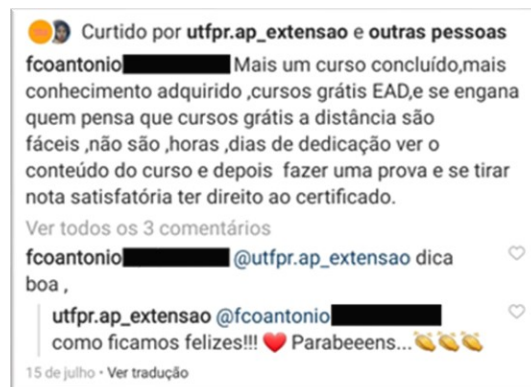 Curtido por utfpr.ap_extensao e outras pessoas
fcoantonio Mais um curso concluído,mais
conhecimento adquirido ,cursos grátis EAD,e se engana
quem pensa que cursos grátis a distância são
fáceis ,não são ,horas ,dias de dedicação ver o
conteúdo do curso e depois fazer uma prova e se tirar
nota satisfatória ter direito ao certificado.
Ver todos os 3 comentários
fcoantonio @utfpr.ap_extensao dica
boa ,
utfpr.ap_extensao @fcoantonio
como ficamos felizes!!! ❤️ Parabeeens...👏👏👏
15 de julho • Ver tradução